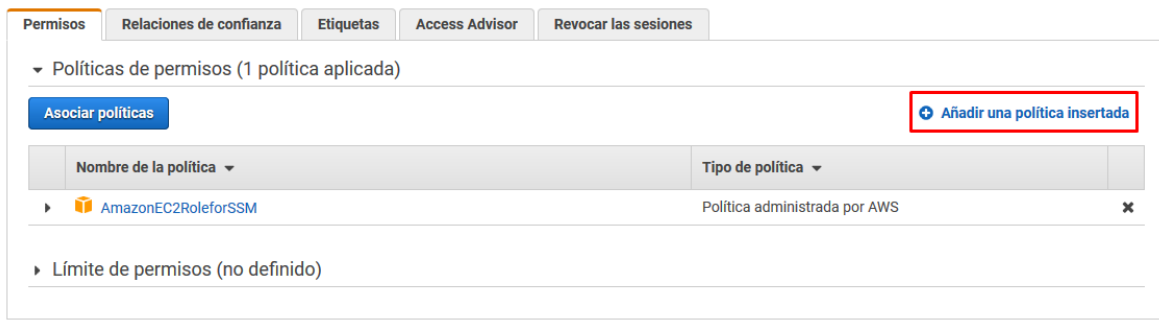 Permisos Relaciones de confianza Etiquetas Access Advisor Revocar las sesiones
Políticas de permisos (1 política aplicada)
Asociar políticas Añadir una política insertada
Nombre de la política Tipo de política
AmazonEC2RoleforSSM Política administrada por AWS
Límite de permisos (no definido)